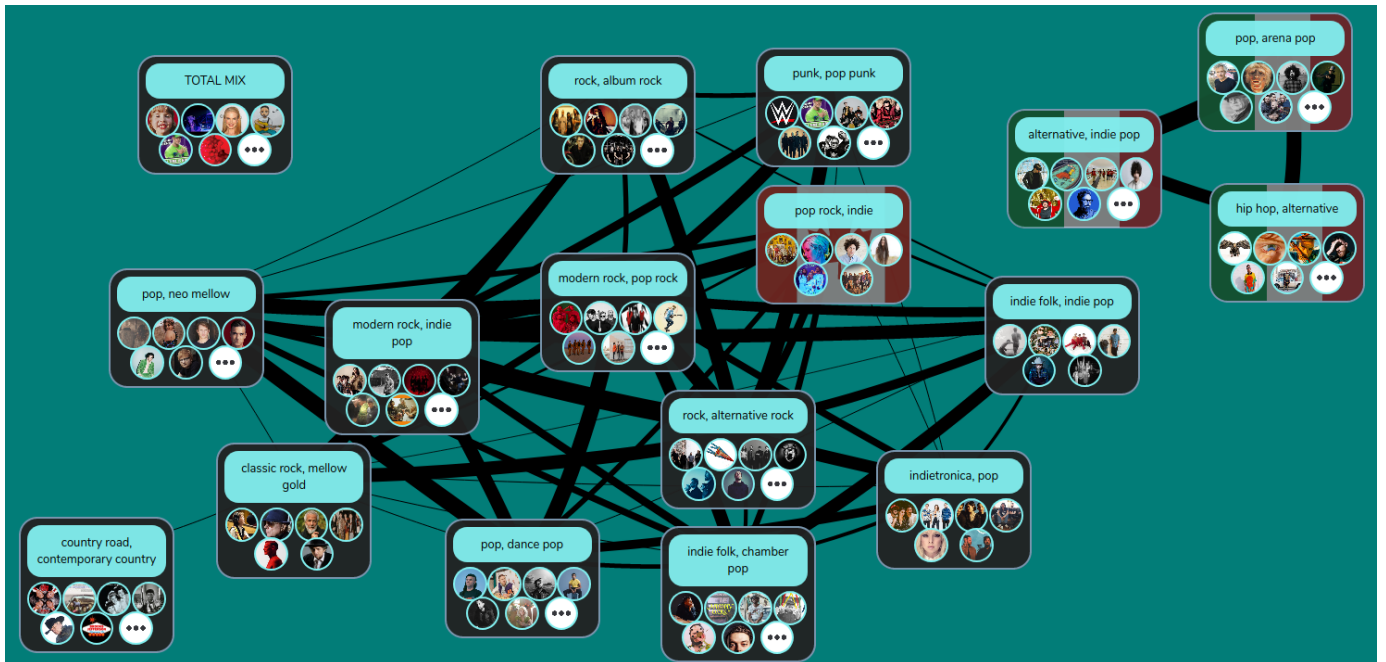 TOTAL MIX
rock, album rock
punk, pop punk
pop, arena pop
alternative, indie pop
pop rock, indie
hip hop, alternative
pop, neo mellow
modern rock, indie
pop
modern rock, pop rock
indie folk, indie pop
rock, alternative rock
classic rock, mellow
gold
indietronica, pop
country road,
contemporary country
pop, dance pop
indie folk, chamber
pop